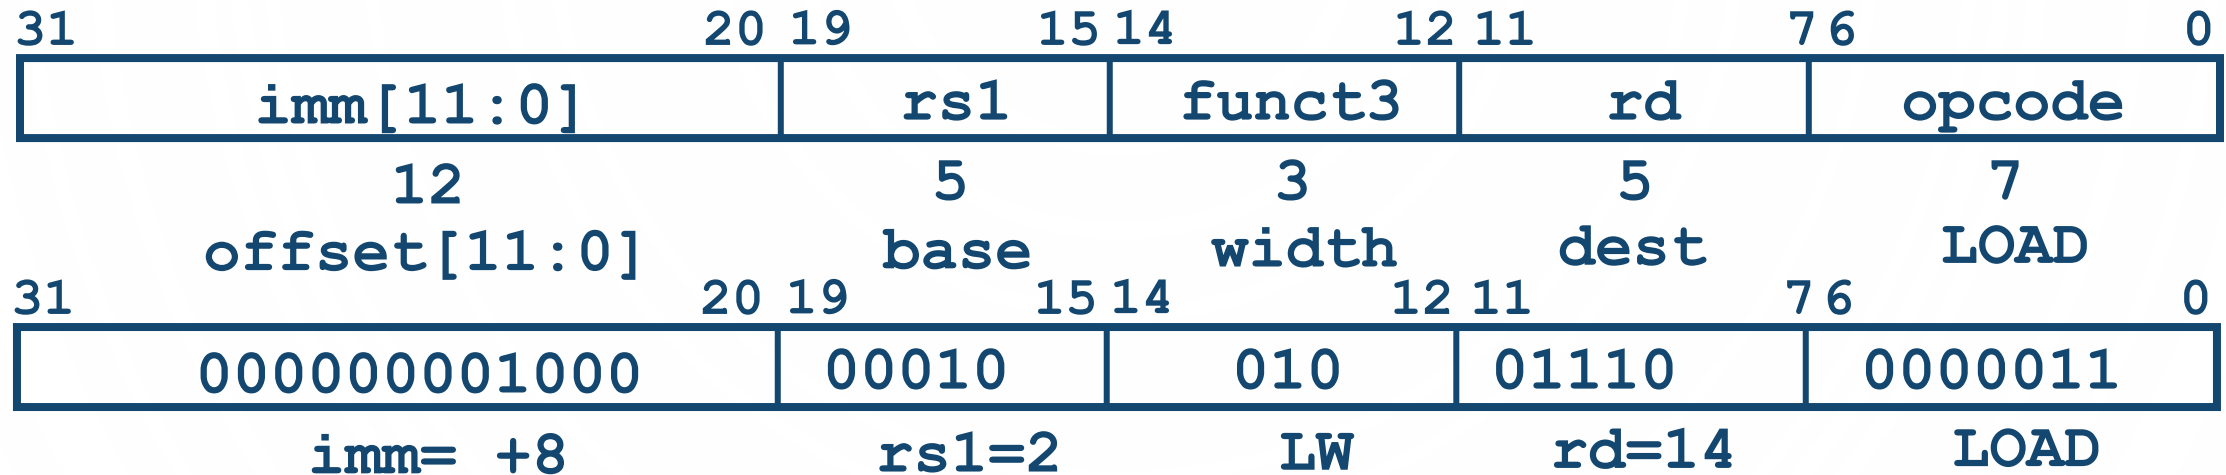 31 20 19 15 14 12 11 7 6 0
imm[11:0] rs1 funct3 rd opcode
12 5 3 5 7
offset[11:0] base width dest LOAD
31 20 19 15 14 12 11 7 6 0
000000001000 00010 010 01110 0000011
imm= +8 rs1=2 LW rd=14 LOAD